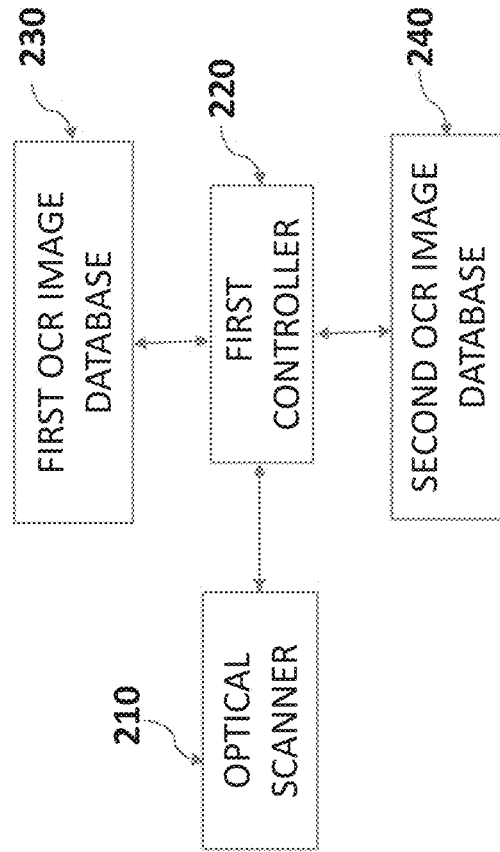 230
FIRST OCR IMAGE
DATABASE
220
FIRST
CONTROLLER
240
SECOND OCR IMAGE
DATABASE
210
OPTICAL
SCANNER